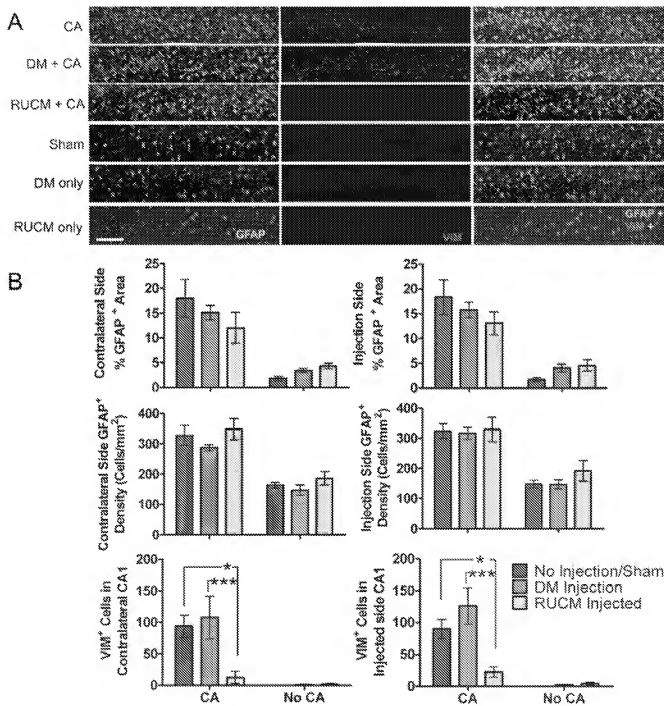 A
CA
DM + CA
RUCM + CA
Sham
DM only
RUCM only
GFAP
VIM
GFAP +
VIM +
B
Contralateral Side
% GFAP + Area
25
20
15
10
5
0
Injection Side
% GFAP + Area
25
20
15
10
5
0
Contralateral Side GFAP+
Density (Cells/mm2)
400
300
200
100
0
Injection Side GFAP+
Density (Cells/mm2)
400
300
200
100
0
VIM+ Cells in
Contralateral CA1
200
150
100
50
0
*
***
CA
No CA
VIM+ Cells in
Injected side CA1
200
150
100
50
0
*
***
CA
No CA
No Injection/Sham
DM Injection
RUCM Injected